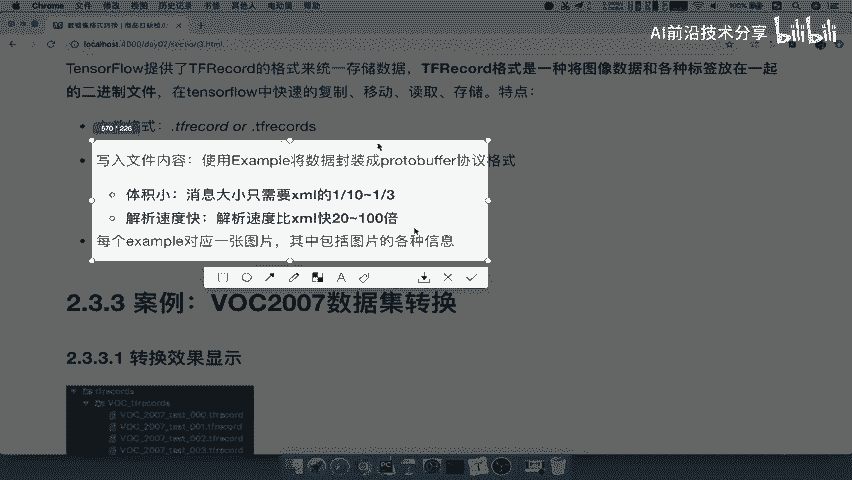 Chrome 文件 修改 视图 历史记录 书签 其他人 电动窗 帮助
localhost:4000/day07/section3.html
AI前沿技术分享 bilibili
TensorFlow提供了TFRecord的格式来统一存储数据，TFRecord格式是一种将图像数据和各种标签放在一起
的二进制文件，在tensorflow中快速的复制、移动、读取、存储。特点：
格式：.tfrecord or .tfrecords
570 * 226
写入文件内容：使用Example将数据封装成protobuffer协议格式
体积小：消息大小只需要xml的1/10~1/3
解析速度快：解析速度比xml快20~100倍
每个example对应一张图片，其中包括图片的各种信息
A
2.3.3 案例：VOC2007数据集转换
2.3.3.1 转换效果显示
tfrecords
VOC_tfrecords
VOC_2007_test_000.tfrecord
VOC_2007_test_001.tfrecord
VOC_2007_test_002.tfrecord
VOC_2007_test_003.tfrecord